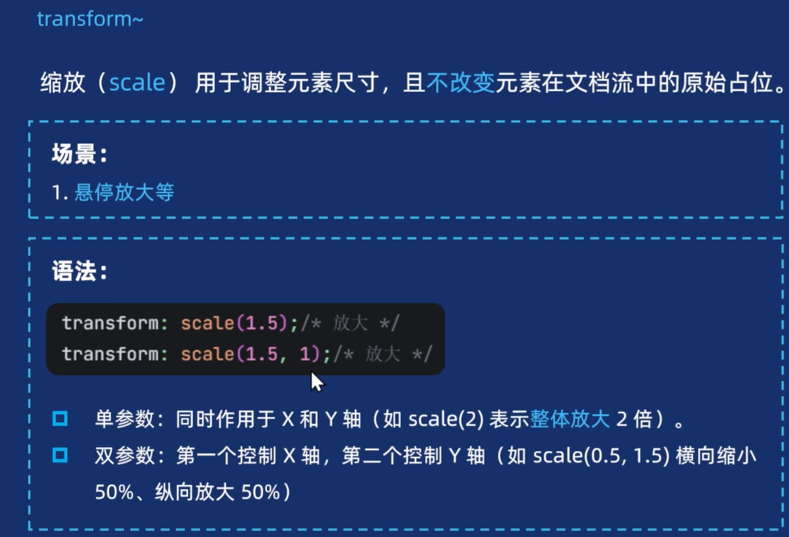 transform~
缩放（scale） 用于调整元素尺寸，且不改变元素在文档流中的原始占位。
场景：
1. 悬停放大等
语法：
transform: scale(1.5);/* 放大 */
transform: scale(1.5, 1);/* 放大 */
单参数：同时作用于 X 和 Y 轴（如 scale(2) 表示整体放大 2 倍）。
双参数：第一个控制 X 轴，第二个控制 Y 轴（如 scale(0.5, 1.5) 横向缩小
50%、纵向放大 50%）